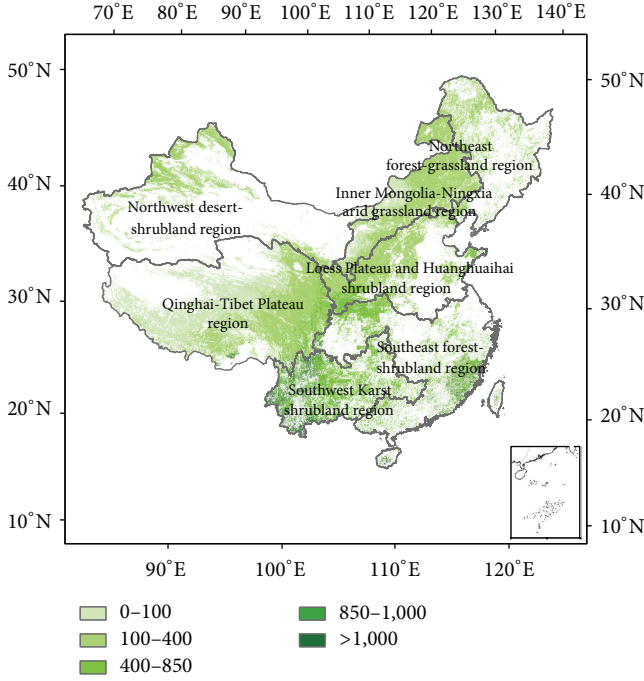 70°E 80°E 90°E 100°E 110°E 120°E 130°E 140°E
50°N
50°N
Northeast
forest-grassland region
40°N
40°N
Inner Mongolia-Ningxia
arid grassland region
Northwest desert-
shrubland region
Loess Plateau and Huanghuaihai
shrubland region
30°N
30°N
Qinghai-Tibet Plateau
region
Southeast forest-
shrubland region
Southwest Karst
shrubland region
20°N
20°N
10°N
10°N
90°E 100°E 110°E 120°E
0–100
100–400
400–850
850–1,000
>1,000